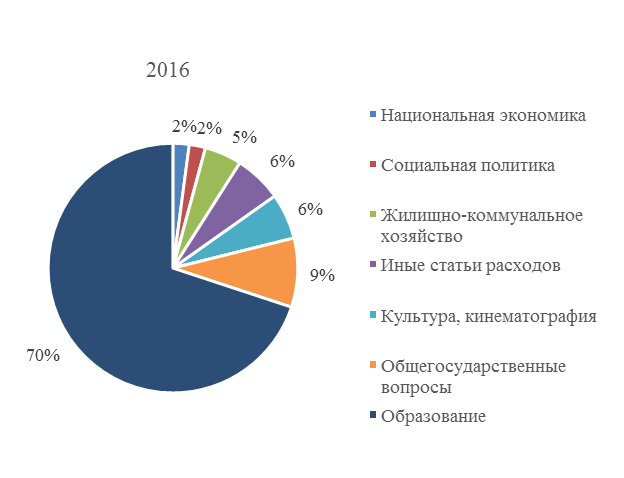 2016
2%
2%
5%
6%
6%
9%
70%
Национальная экономика
Социальная политика
Жилищно-коммунальное
хозяйство
Иные статьи расходов
Культура, кинематография
Общегосударственные
вопросы
Образование